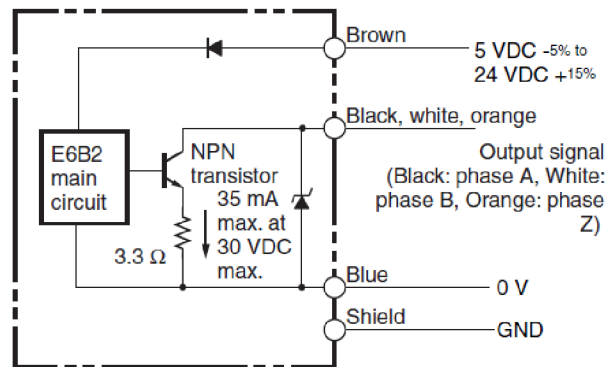 Brown
5 VDC -5% to
24 VDC +15%
Black, white, orange
Output signal
(Black: phase A, White:
phase B, Orange: phase
Z)
E6B2
main
circuit
NPN
transistor
35 mA
max. at
30 VDC
max.
3.3 Ω
Blue
0 V
Shield
GND